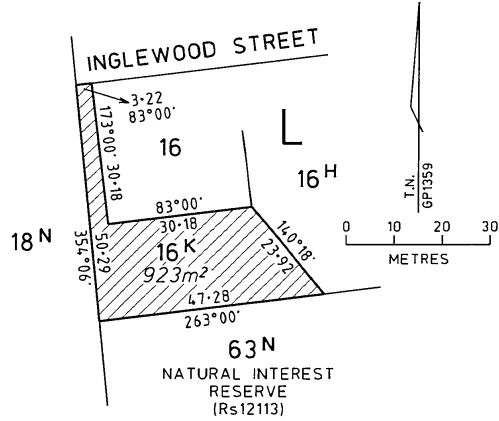 INGLEWOOD STREET
3·22
83°00'
173°00' 30·18
16
L
16H
T.N.
GP1359
83°00'
30·18
18N
354°06'
50·29
16K
923m²
140°18'
23·92
0 10 20 30
METRES
47·28
263°00'
63N
NATURAL INTEREST
RESERVE
(Rs12113)